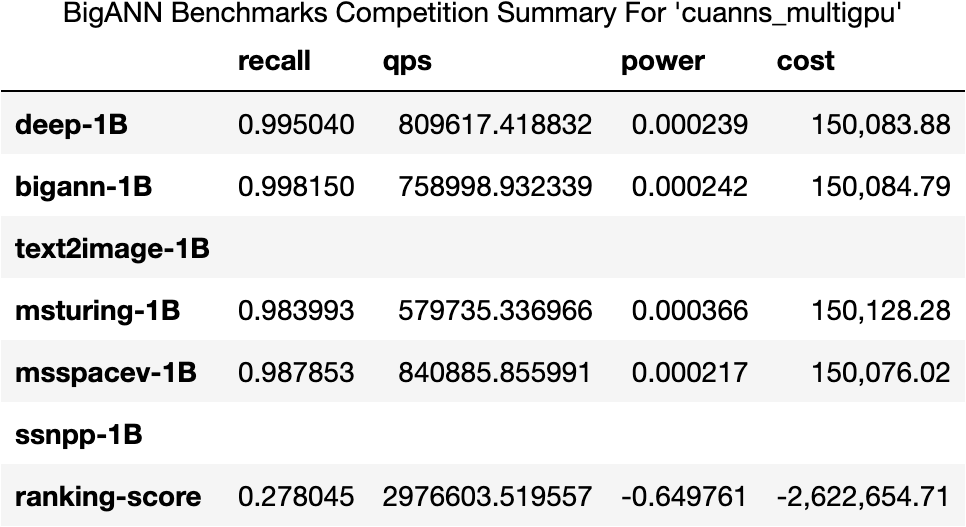 BigANN Benchmarks Competition Summary For 'cuanns_multigpu'
recall qps power cost
deep-1B 0.995040 809617.418832 0.000239 150,083.88
bigann-1B 0.998150 758998.932339 0.000242 150,084.79
text2image-1B
msturing-1B 0.983993 579735.336966 0.000366 150,128.28
msspacev-1B 0.987853 840885.855991 0.000217 150,076.02
ssnpp-1B
ranking-score 0.278045 2976603.519557 -0.649761 -2,622,654.71